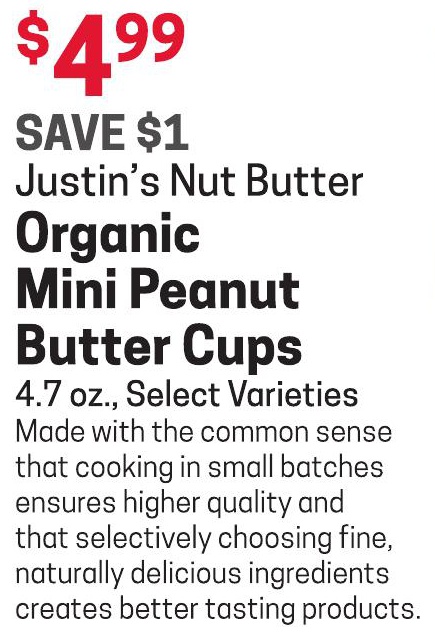 $4.99
SAVE $1
Justin's Nut Butter
Organic
Mini Peanut
Butter Cups
4.7 oz., Select Varieties
Made with the common sense
that cooking in small batches
ensures higher quality and
that selectively choosing fine,
naturally delicious ingredients
creates better tasting products.